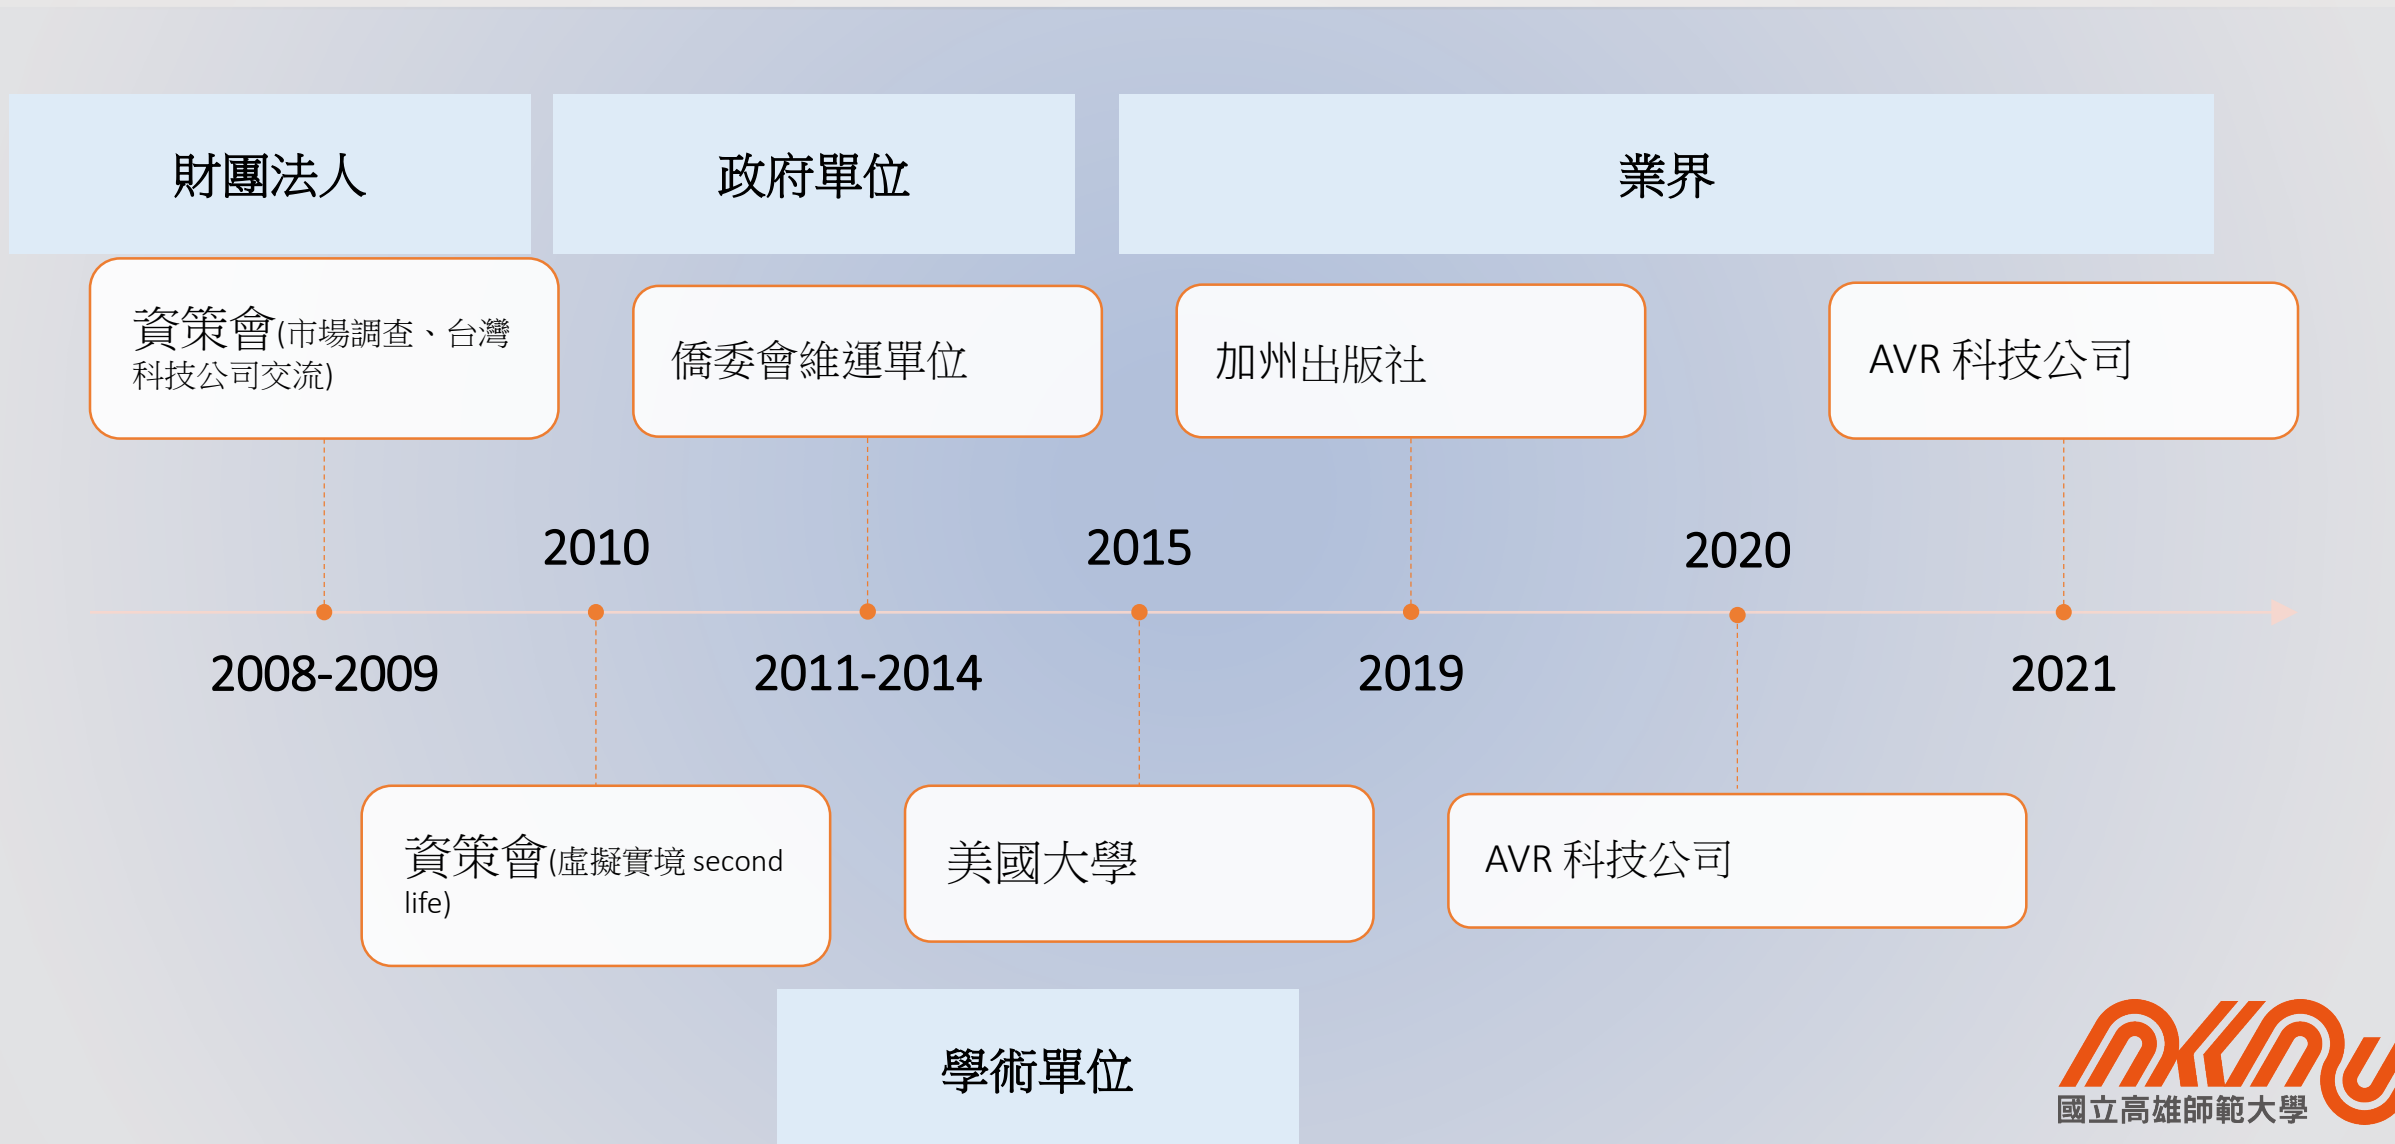 財團法人
政府單位
業界
資策會(市場調查、台灣
科技公司交流)
僑委會維運單位
加州出版社
AVR 科技公司
2010
2015
2020
2008-2009
2011-2014
2019
2021
資策會(虛擬實境 second
life)
美國大學
AVR 科技公司
學術單位
國立高雄師範大學